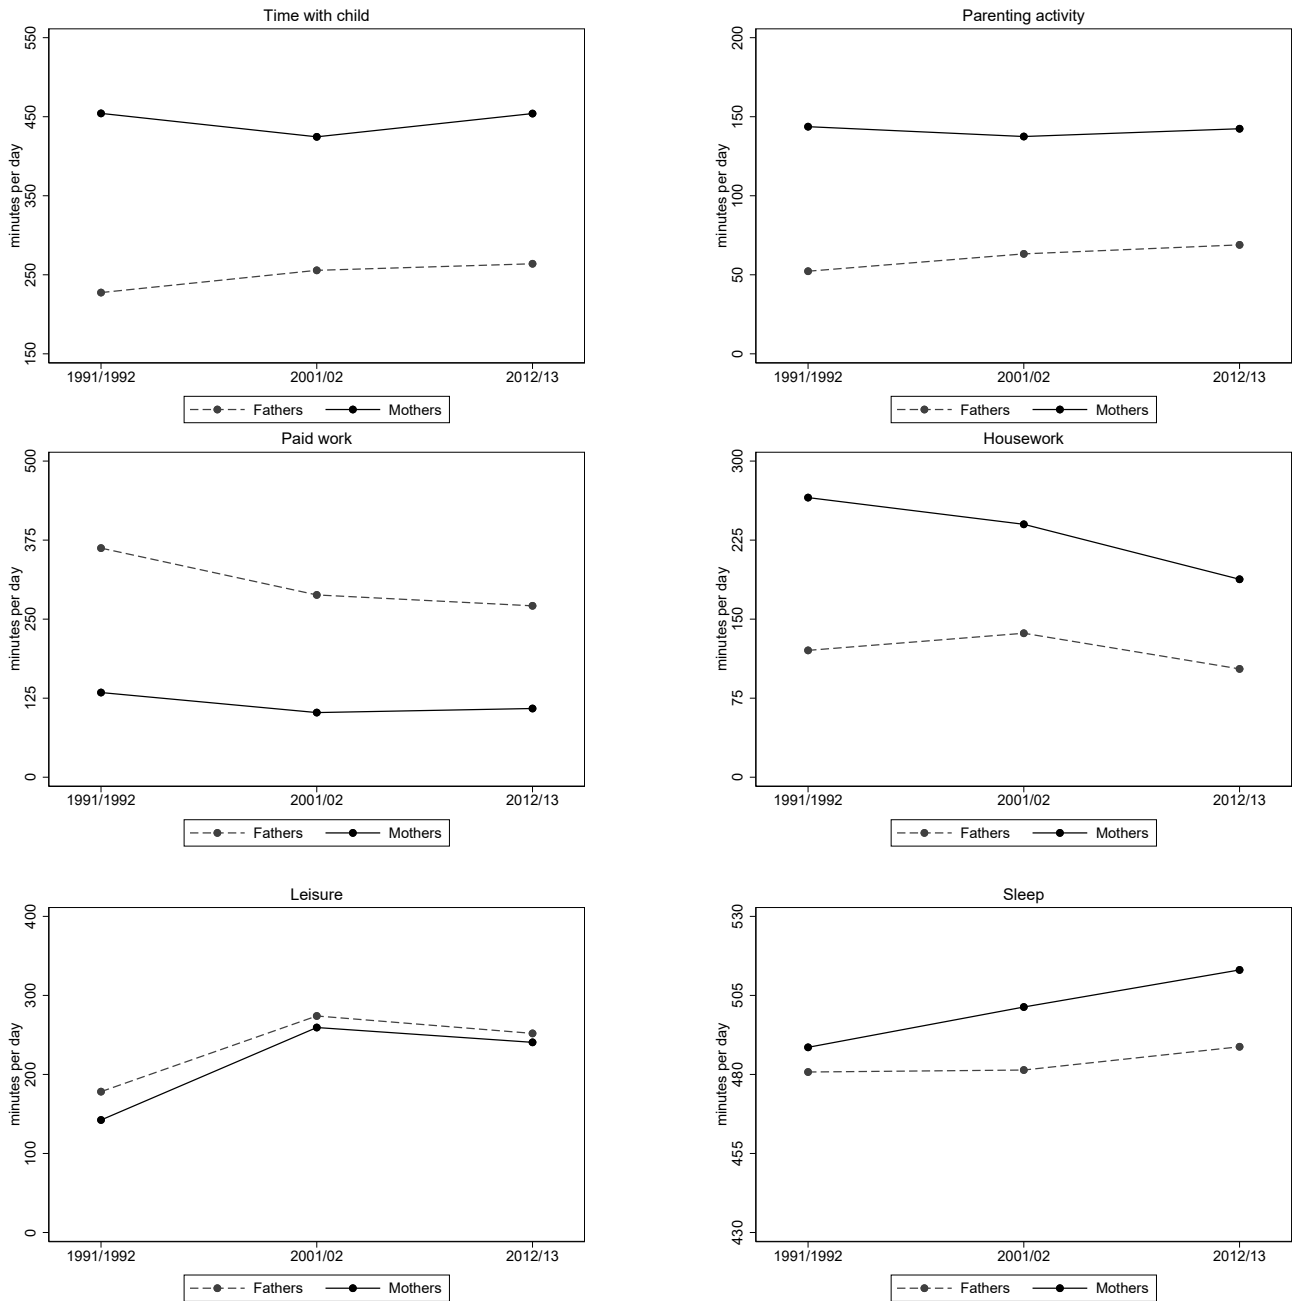 Time with child
minutes per day
550
450
350
250
150
1991/1992 2001/02 2012/13
Fathers Mothers
Parenting activity
minutes per day
200
150
100
50
0
1991/1992 2001/02 2012/13
Fathers Mothers
Paid work
minutes per day
500
375
250
125
0
1991/1992 2001/02 2012/13
Fathers Mothers
Housework
minutes per day
300
225
150
75
0
1991/1992 2001/02 2012/13
Fathers Mothers
Leisure
minutes per day
400
300
200
100
0
1991/1992 2001/02 2012/13
Fathers Mothers
Sleep
minutes per day
530
505
480
455
430
1991/1992 2001/02 2012/13
Fathers Mothers